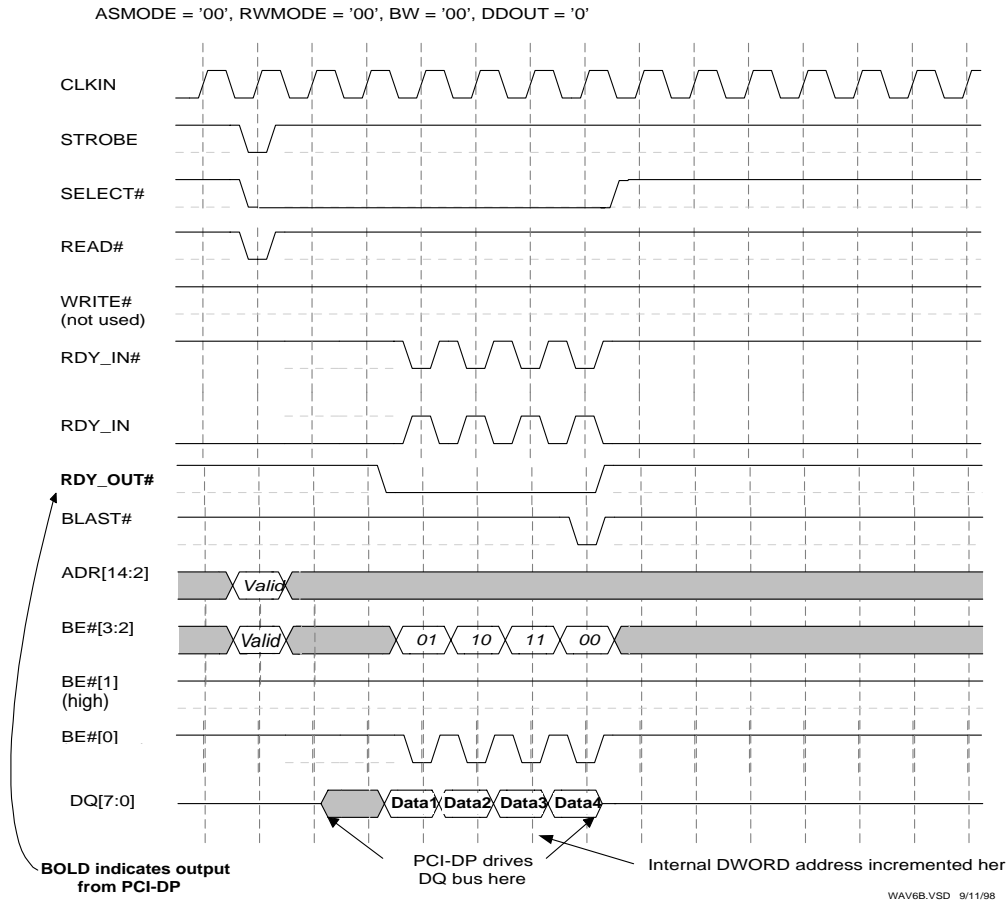 ASMODE = '00', RWMODE = '00', BW = '00', DDOUT = '0'
CLKIN
STROBE
SELECT#
READ#
WRITE#
(not used)
RDY_IN#
RDY_IN
RDY_OUT#
BLAST#
ADR[14:2]
Valid
BE#[3:2]
Valid 01 10 11 00
BE#[1]
(high)
BE#[0]
DQ[7:0]
Data1 Data2 Data3 Data4
BOLD indicates output
from PCI-DP
PCI-DP drives
DQ bus here
Internal DWORD address incremented her
WAV6B.VSD 9/11/98